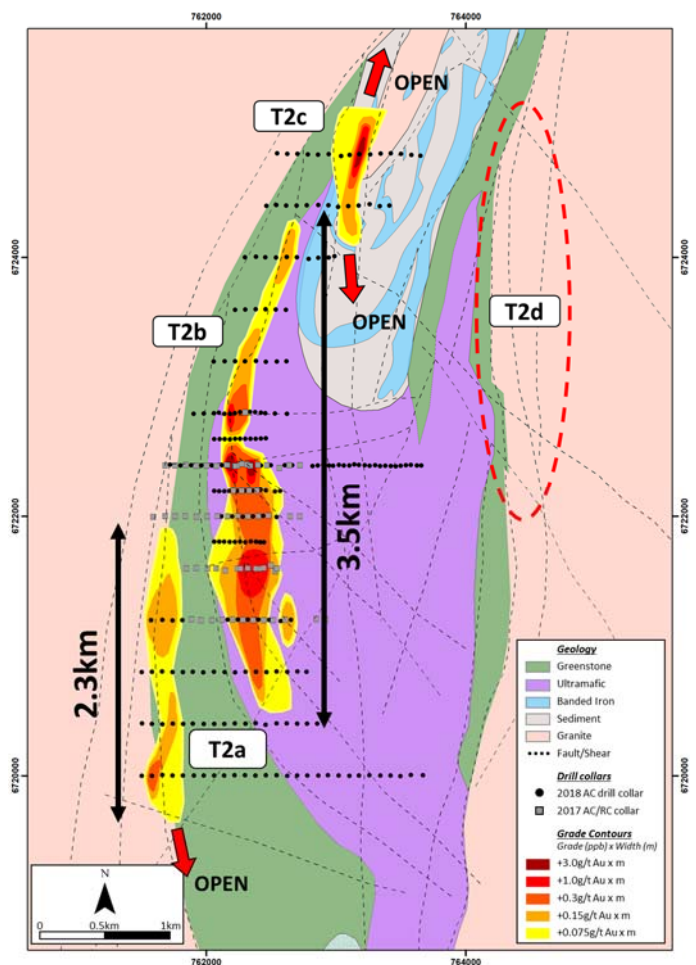 762000
764000
OPEN
T2c
6724000
6724000
T2d
T2b
OPEN
6722000
6722000
3.5km
2.3km
T2a
6720000
6720000
OPEN
N
0
0.5km
1km
Geology
Greenstone
Ultramafic
Banded Iron
Sediment
Granite
Fault/Shear
Drill collars
2018 AC drill collar
2017 AC/RC collar
Grade Contours
Grade (ppb) x Width (m)
+3.0g/t Au x m
+1.0g/t Au x m
+0.3g/t Au x m
+0.15g/t Au x m
+0.075g/t Au x m
762000
764000